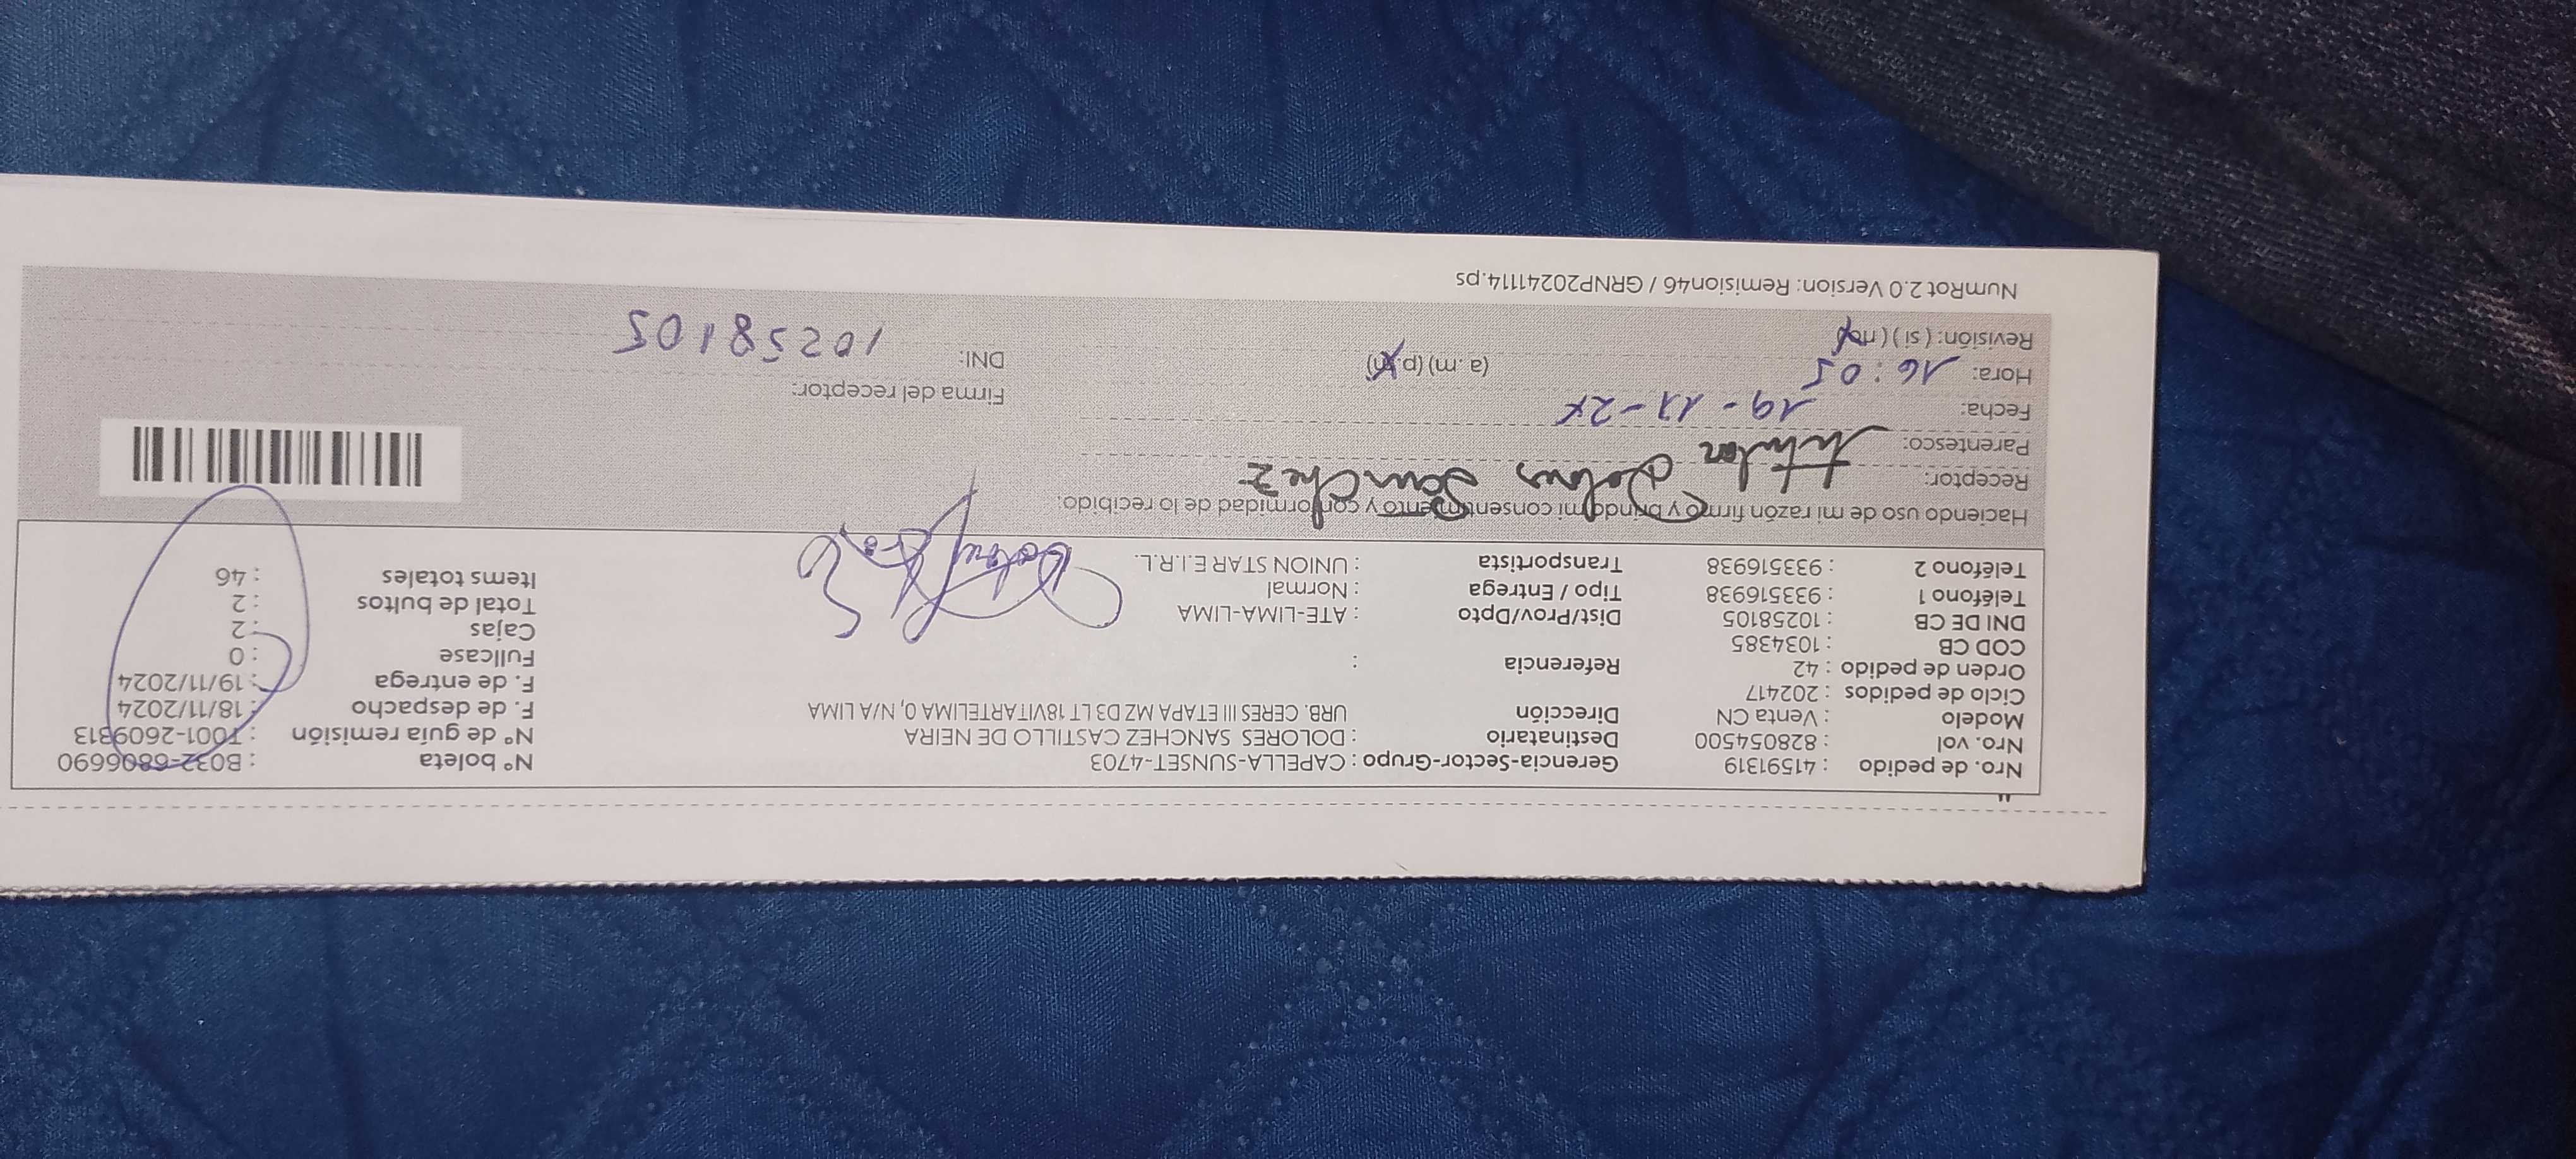 "
Nro. de pedido : 41591319 Gerencia-Sector-Grupo : CAPELLA-SUNSET-4703 N° boleta : B032-6806690
Nro. vol : 828054500 Destinatario : DOLORES SANCHEZ CASTILLO DE NEIRA N° de guía remisión : T001-2609313
Modelo : Venta CN Dirección URB. CERES III ETAPA MZ D3 LT 18VITARTELIMA 0, N/A LIMA F. de despacho : 18/11/2024
Ciclo de pedidos : 202417 F. de entrega : 19/11/2024
Orden de pedido : 42 Referencia : Fullcase : 0
COD CB : 1034385 Cajas : 2
DNI DE CB : 10258105 Dist/Prov/Dpto : ATE-LIMA-LIMA Total de bultos : 2
Teléfono 1 : 933516938 Tipo / Entrega : Normal Items totales : 46
Teléfono 2 : 933516938 Transportista : UNION STAR E.I.R.L.
Haciendo uso de mi razón firmo y brindo mi consentimiento y conformidad de lo recibido.
Receptor: Sanchez
Parentesco: titular
Fecha: 19-11-24 Firma del receptor:
Hora: 16:05 (a. m) (p.m) DNI: 10258105
Revisión: ( si ) ( no )
NumRot 2.0 Version: Remision46 / GRNP20241114.ps